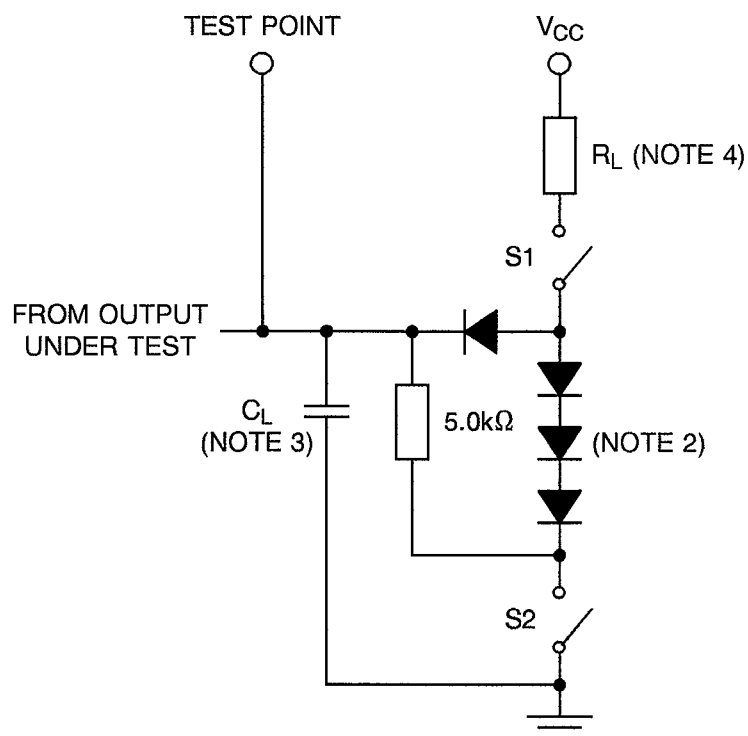 TEST POINT
VCC
RL (NOTE 4)
S1
FROM OUTPUT
UNDER TEST
CL
(NOTE 3)
5.0kΩ
(NOTE 2)
S2